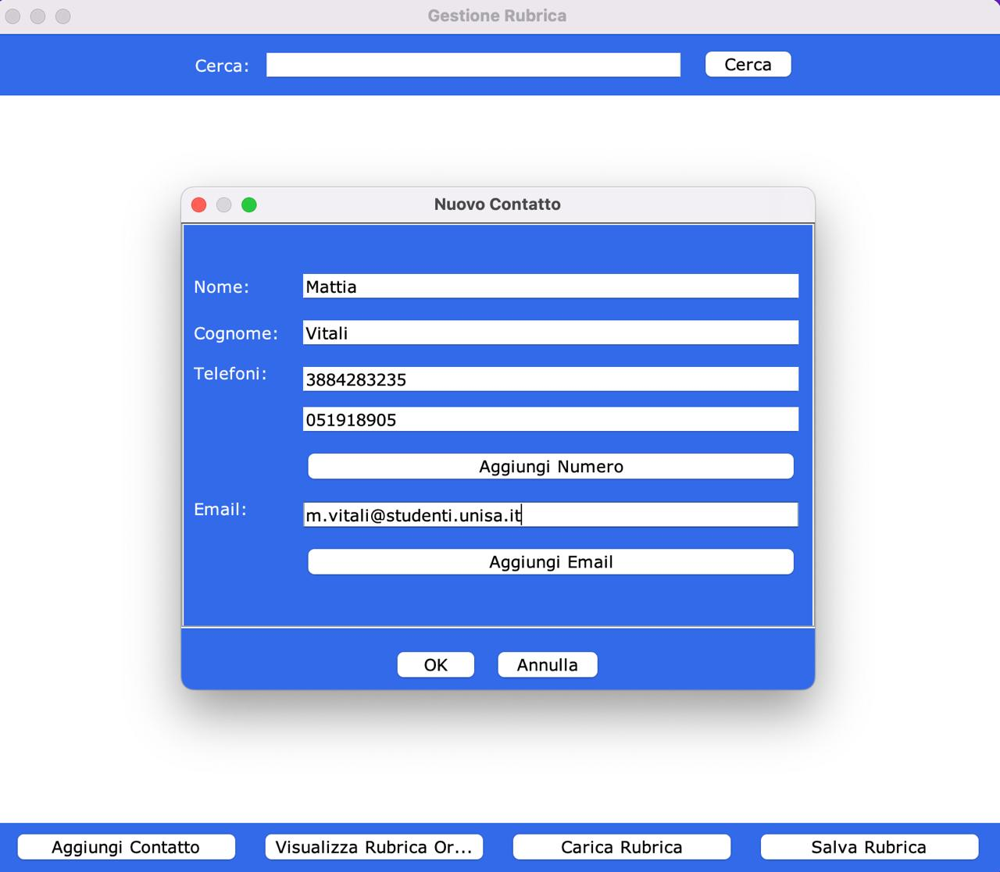 Gestione Rubrica
Cerca:
Cerca
Nuovo Contatto
Nome: Mattia
Cognome: Vitali
Telefoni: 3884283235
051918905
Aggiungi Numero
Email: m.vitali@studenti.unisa.it
Aggiungi Email
OK
Annulla
Aggiungi Contatto
Visualizza Rubrica Or...
Carica Rubrica
Salva Rubrica